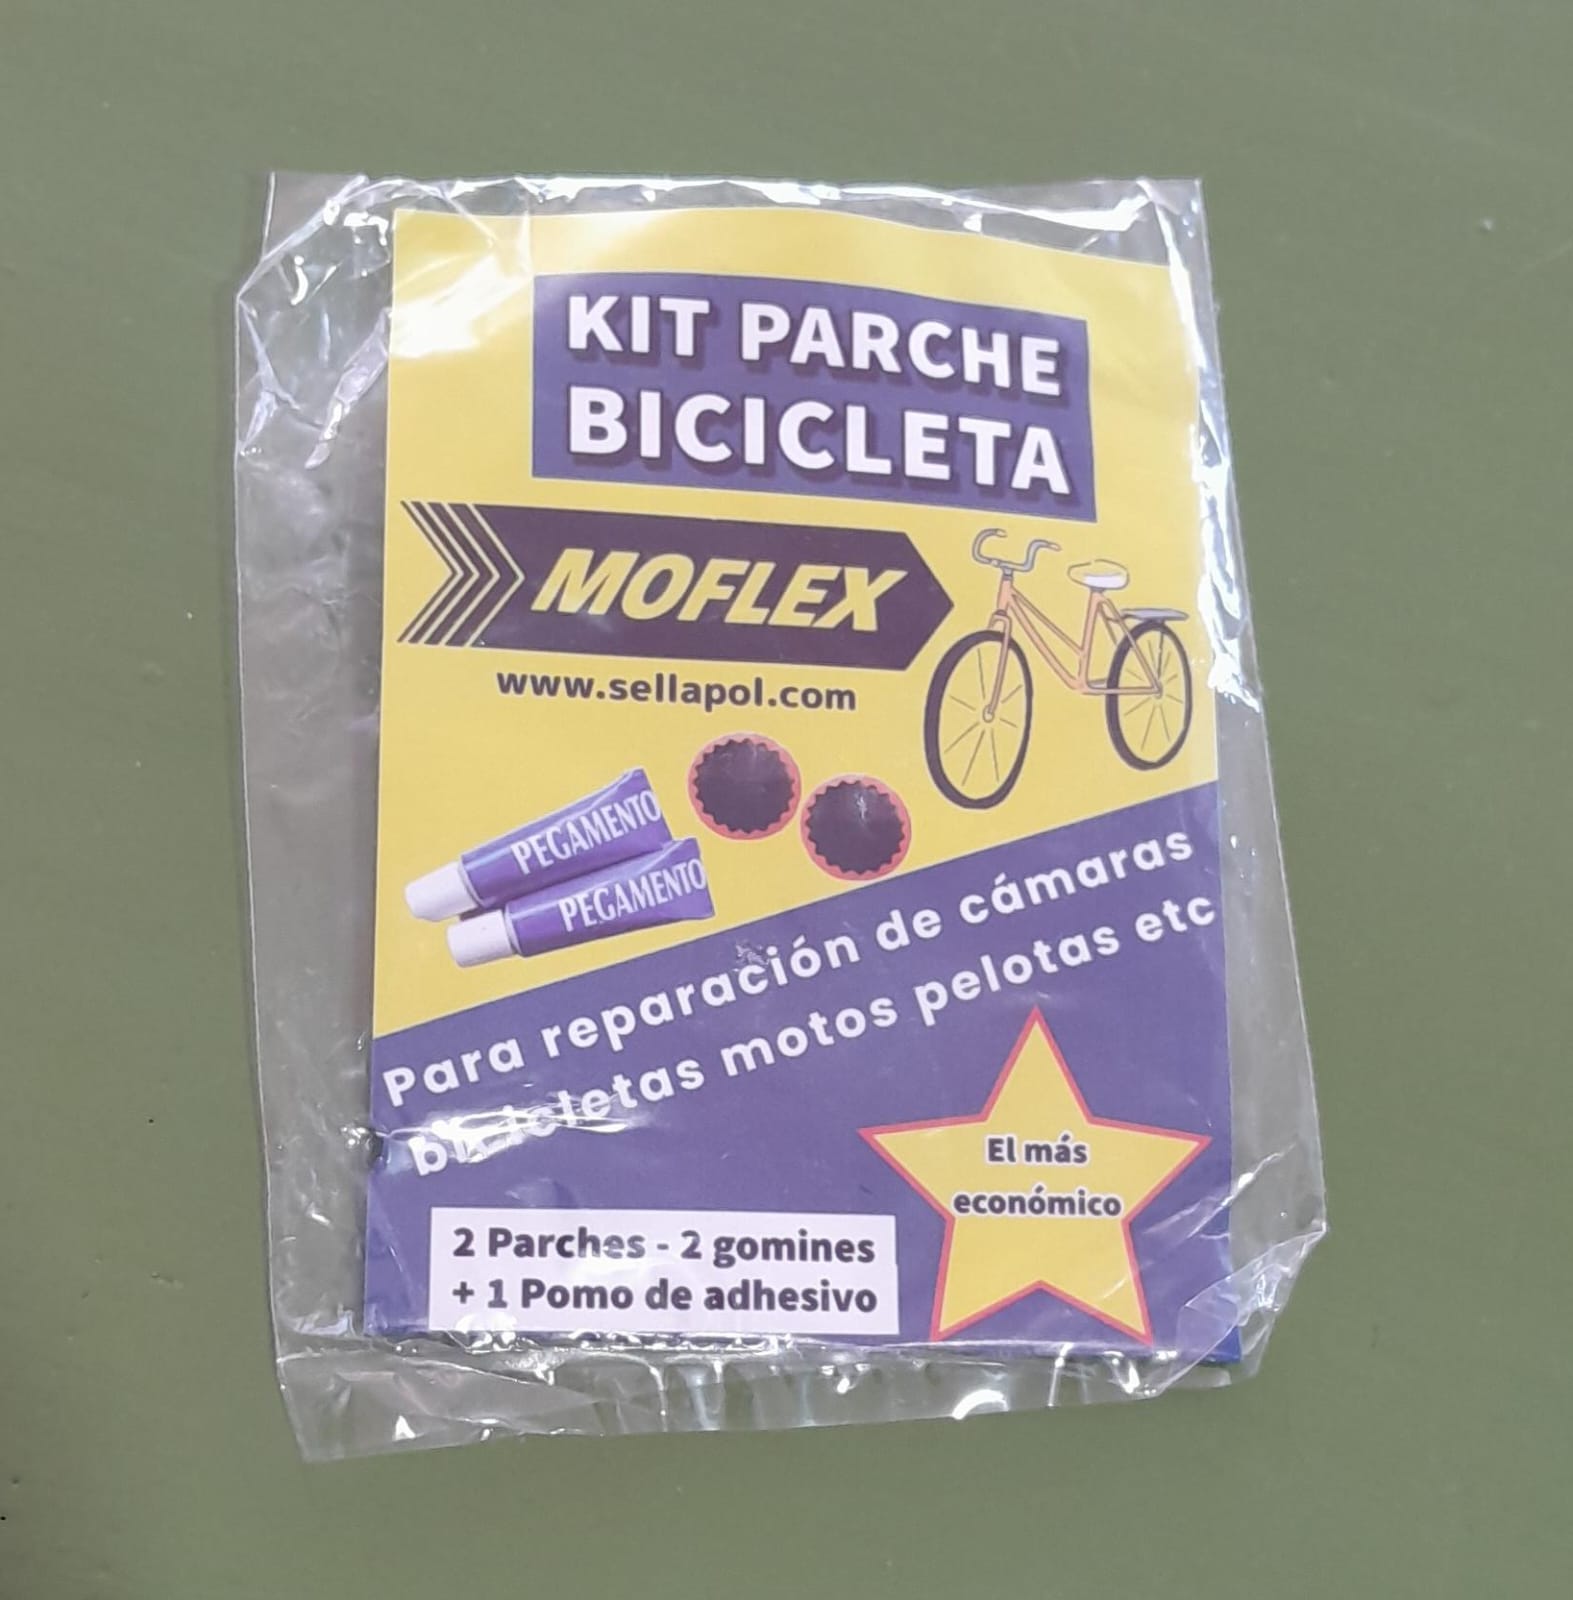 KIT PARCHE
BICICLETA
MOFLEX
www.sellapol.com
PEGAMENTO
PEGAMENTO
Para reparación de cámaras
bicicletas motos pelotas etc
El más
económico
2 Parches - 2 gomines
+ 1 Pomo de adhesivo